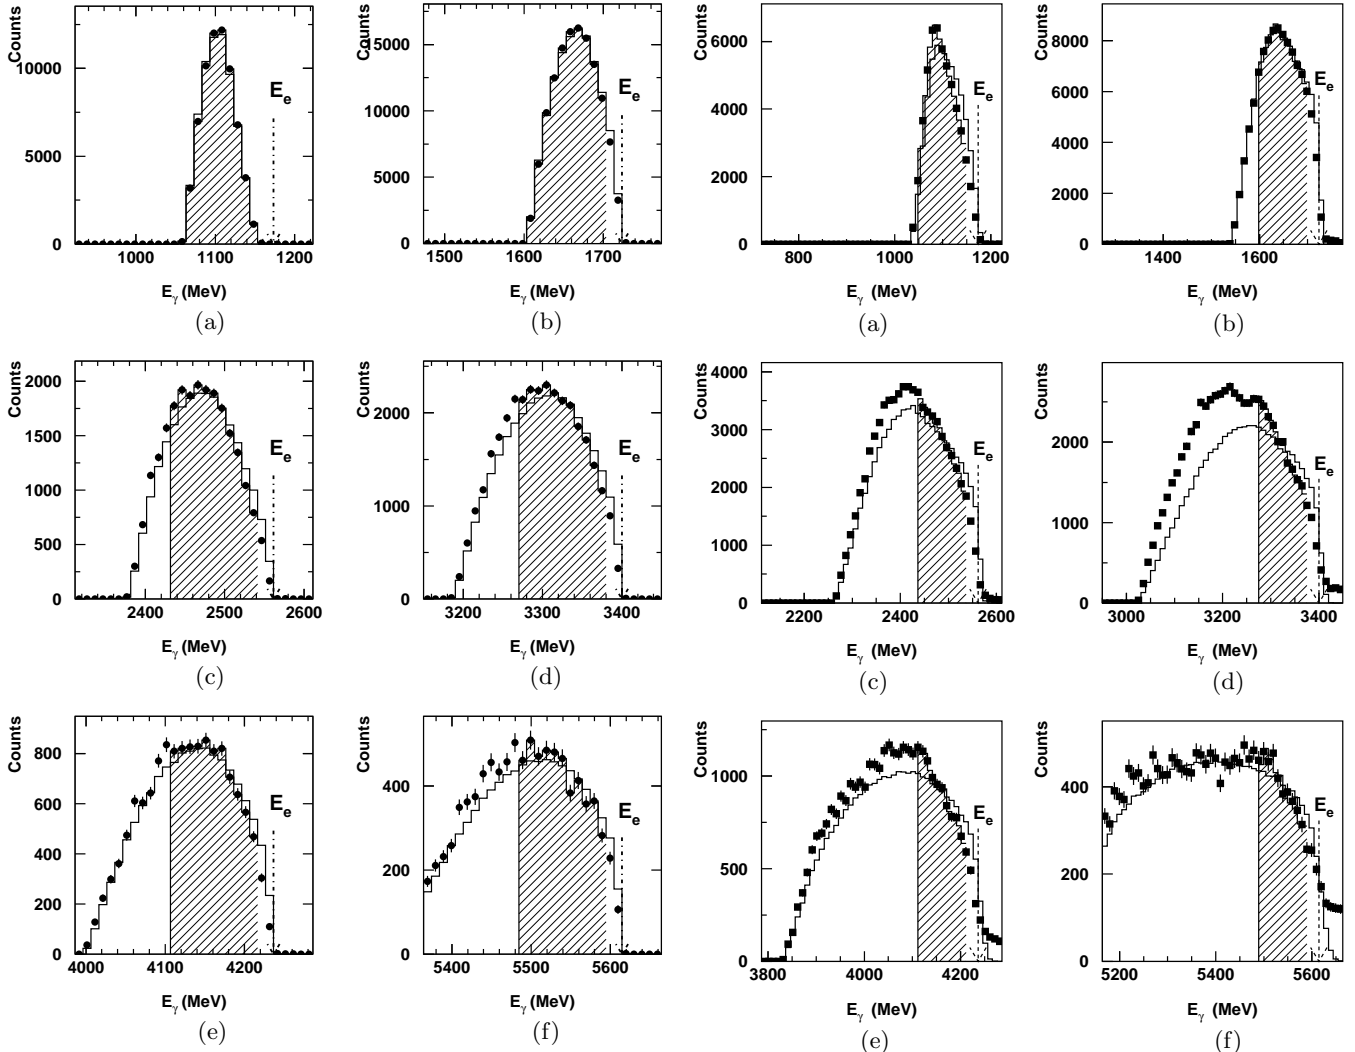 Counts
12500
10000
5000
0
1000
1100
1200
E_e
E_γ (MeV)
(a)
Counts
15000
10000
5000
0
1500
1600
1700
E_e
E_γ (MeV)
(b)
Counts
6000
4000
2000
0
800
1000
1200
E_e
E_γ (MeV)
(a)
Counts
8000
6000
4000
2000
0
1400
1600
E_e
E_γ (MeV)
(b)
Counts
2000
1500
1000
500
0
2400
2500
2600
E_e
E_γ (MeV)
(c)
Counts
2000
1000
0
3200
3300
3400
E_e
E_γ (MeV)
(d)
Counts
4000
3000
2000
1000
0
2200
2400
2600
E_e
E_γ (MeV)
(c)
Counts
2000
1000
0
3000
3200
3400
E_e
E_γ (MeV)
(d)
Counts
800
600
400
200
0
4000
4100
4200
E_e
E_γ (MeV)
(e)
Counts
400
200
0
5400
5500
5600
E_e
E_γ (MeV)
(f)
Counts
1000
500
0
3800
4000
4200
E_e
E_γ (MeV)
(e)
Counts
400
200
0
5200
5400
5600
E_e
E_γ (MeV)
(f)